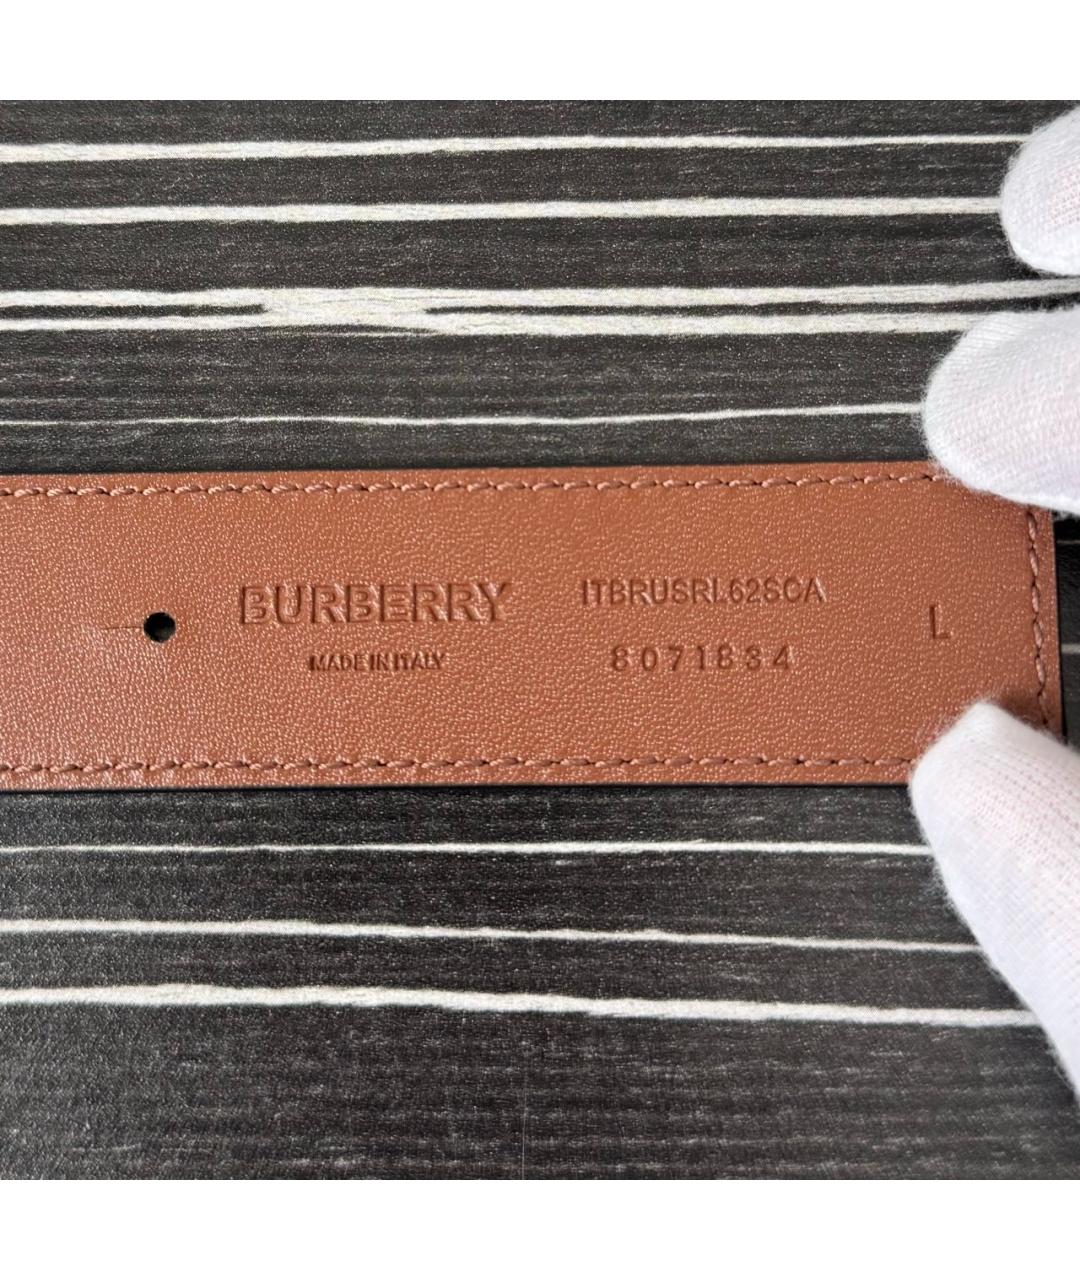 BURBERRY
MADE IN ITALY
ITBRUSRL62SCA
8071834
L